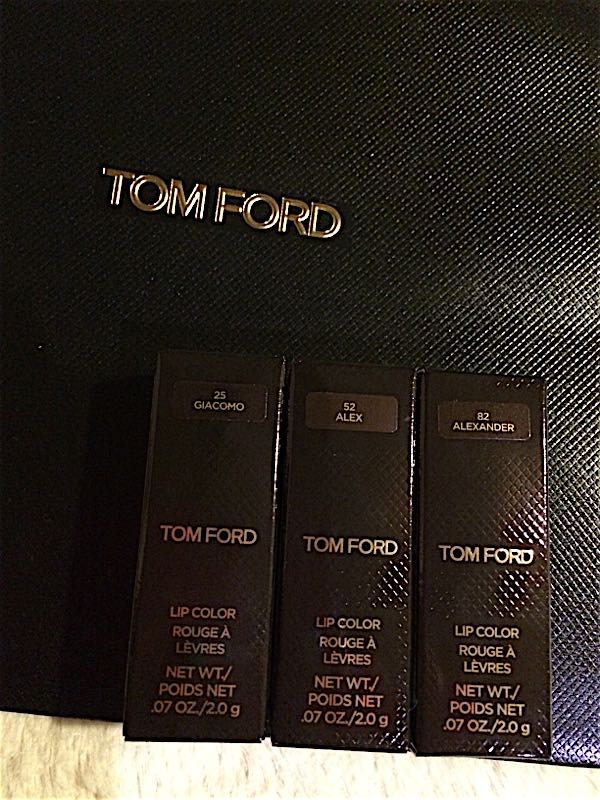 TOM FORD
25
GIACOMO
TOM FORD
LIP COLOR
ROUGE À
LÈVRES
NET WT./
POIDS NET
.07 OZ./2.0 g
52
ALEX
TOM FORD
LIP COLOR
ROUGE À
LÈVRES
NET WT./
POIDS NET
.07 OZ./2.0 g
82
ALEXANDER
TOM FORD
LIP COLOR
ROUGE À
LÈVRES
NET WT./
POIDS NET
.07 OZ./2.0 g